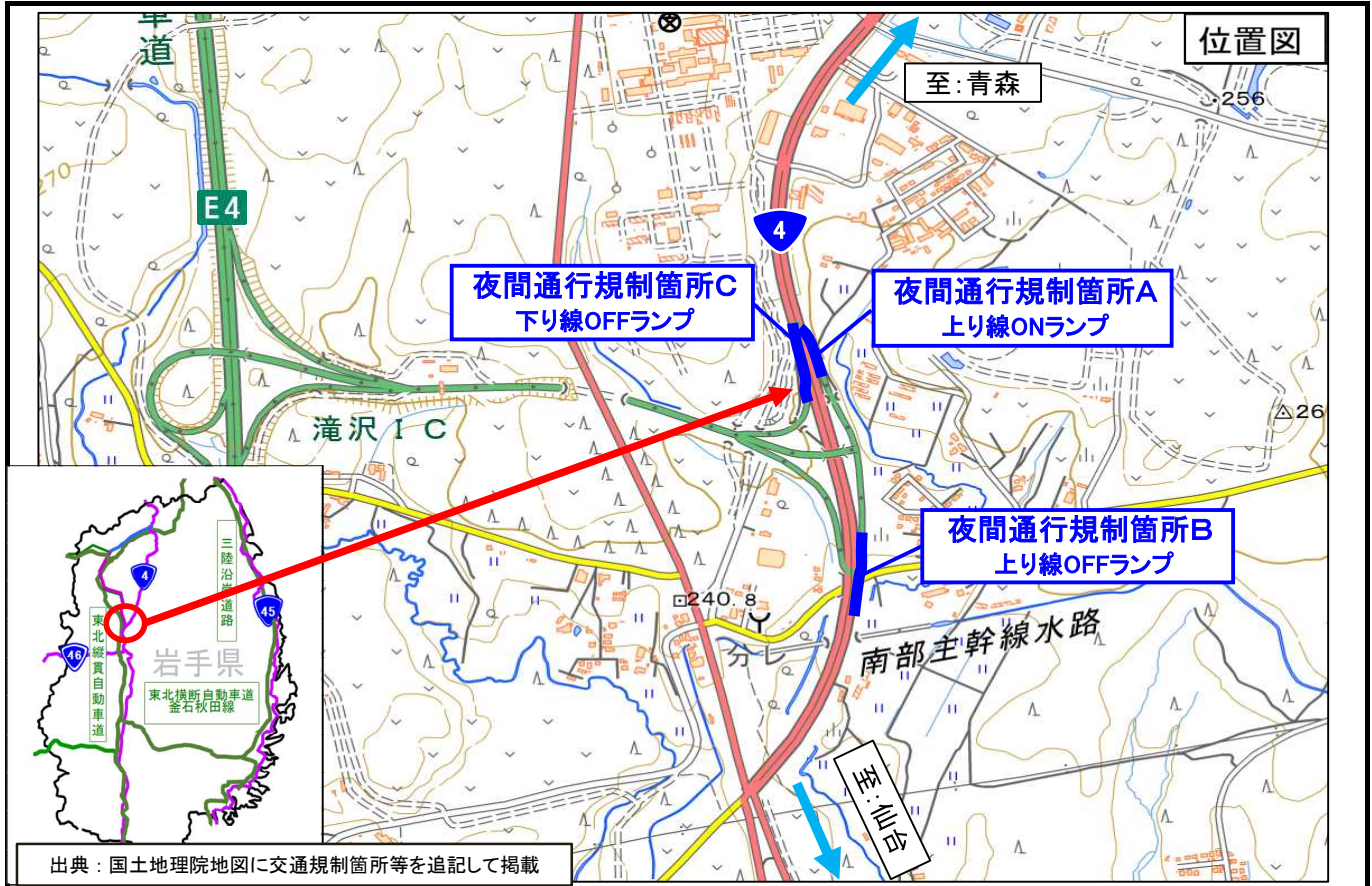 位置図
車
道
至:青森
256
270
E4
4
夜間通行規制箇所C
下り線OFFランプ
夜間通行規制箇所A
上り線ONランプ
滝沢IC
26
夜間通行規制箇所B
上り線OFFランプ
240.8
分レ
南部主幹線水路
至:仙台
4
三陸沿岸道路
45
46
東北縦貫自動車道
岩手県
東北横断自動車道
釜石秋田線
出典:国土地理院地図に交通規制箇所等を追記して掲載